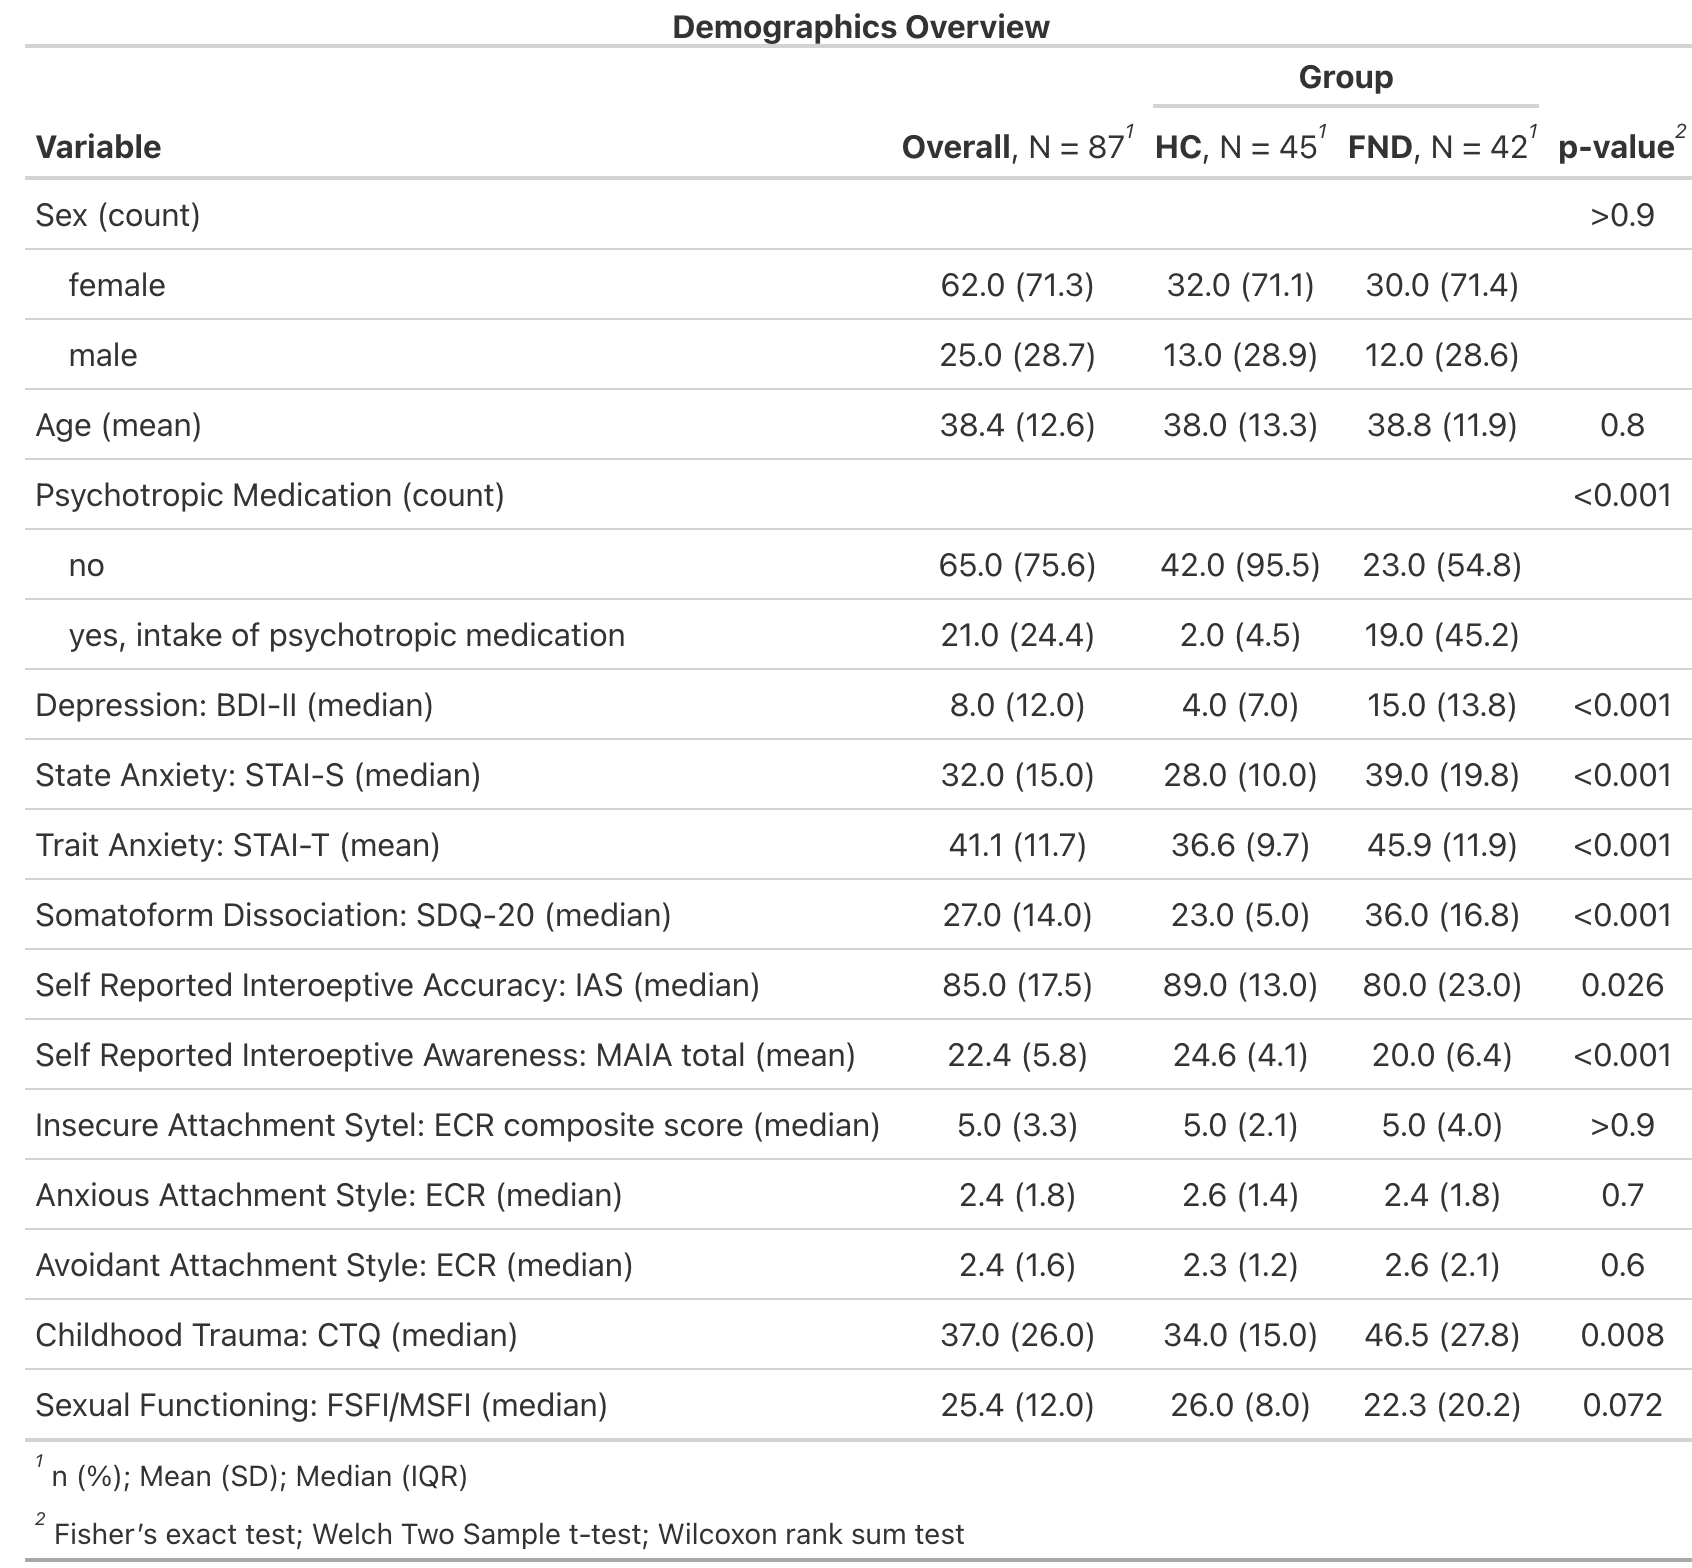 Demographics Overview
Group
Variable Overall, N = 87¹ HC, N = 45¹ FND, N = 42¹ p-value²
Sex (count) >0.9
female 62.0 (71.3) 32.0 (71.1) 30.0 (71.4)
male 25.0 (28.7) 13.0 (28.9) 12.0 (28.6)
Age (mean) 38.4 (12.6) 38.0 (13.3) 38.8 (11.9) 0.8
Psychotropic Medication (count) <0.001
no 65.0 (75.6) 42.0 (95.5) 23.0 (54.8)
yes, intake of psychotropic medication 21.0 (24.4) 2.0 (4.5) 19.0 (45.2)
Depression: BDI-II (median) 8.0 (12.0) 4.0 (7.0) 15.0 (13.8) <0.001
State Anxiety: STAI-S (median) 32.0 (15.0) 28.0 (10.0) 39.0 (19.8) <0.001
Trait Anxiety: STAI-T (mean) 41.1 (11.7) 36.6 (9.7) 45.9 (11.9) <0.001
Somatoform Dissociation: SDQ-20 (median) 27.0 (14.0) 23.0 (5.0) 36.0 (16.8) <0.001
Self Reported Interoeptive Accuracy: IAS (median) 85.0 (17.5) 89.0 (13.0) 80.0 (23.0) 0.026
Self Reported Interoeptive Awareness: MAIA total (mean) 22.4 (5.8) 24.6 (4.1) 20.0 (6.4) <0.001
Insecure Attachment Sytel: ECR composite score (median) 5.0 (3.3) 5.0 (2.1) 5.0 (4.0) >0.9
Anxious Attachment Style: ECR (median) 2.4 (1.8) 2.6 (1.4) 2.4 (1.8) 0.7
Avoidant Attachment Style: ECR (median) 2.4 (1.6) 2.3 (1.2) 2.6 (2.1) 0.6
Childhood Trauma: CTQ (median) 37.0 (26.0) 34.0 (15.0) 46.5 (27.8) 0.008
Sexual Functioning: FSFI/MSFI (median) 25.4 (12.0) 26.0 (8.0) 22.3 (20.2) 0.072
¹ n (%); Mean (SD); Median (IQR)
² Fisher’s exact test; Welch Two Sample t-test; Wilcoxon rank sum test